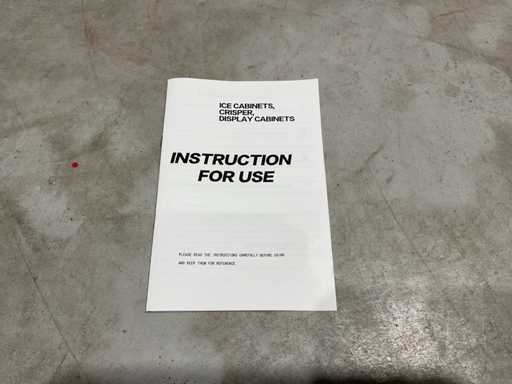 ICE CABINETS,
CRISPER,
DISPLAY CABINETS
INSTRUCTION
FOR USE
PLEASE READ THE INSTRUCTIONS CAREFULLY BEFORE USING
AND KEEP THEM FOR REFERENCE